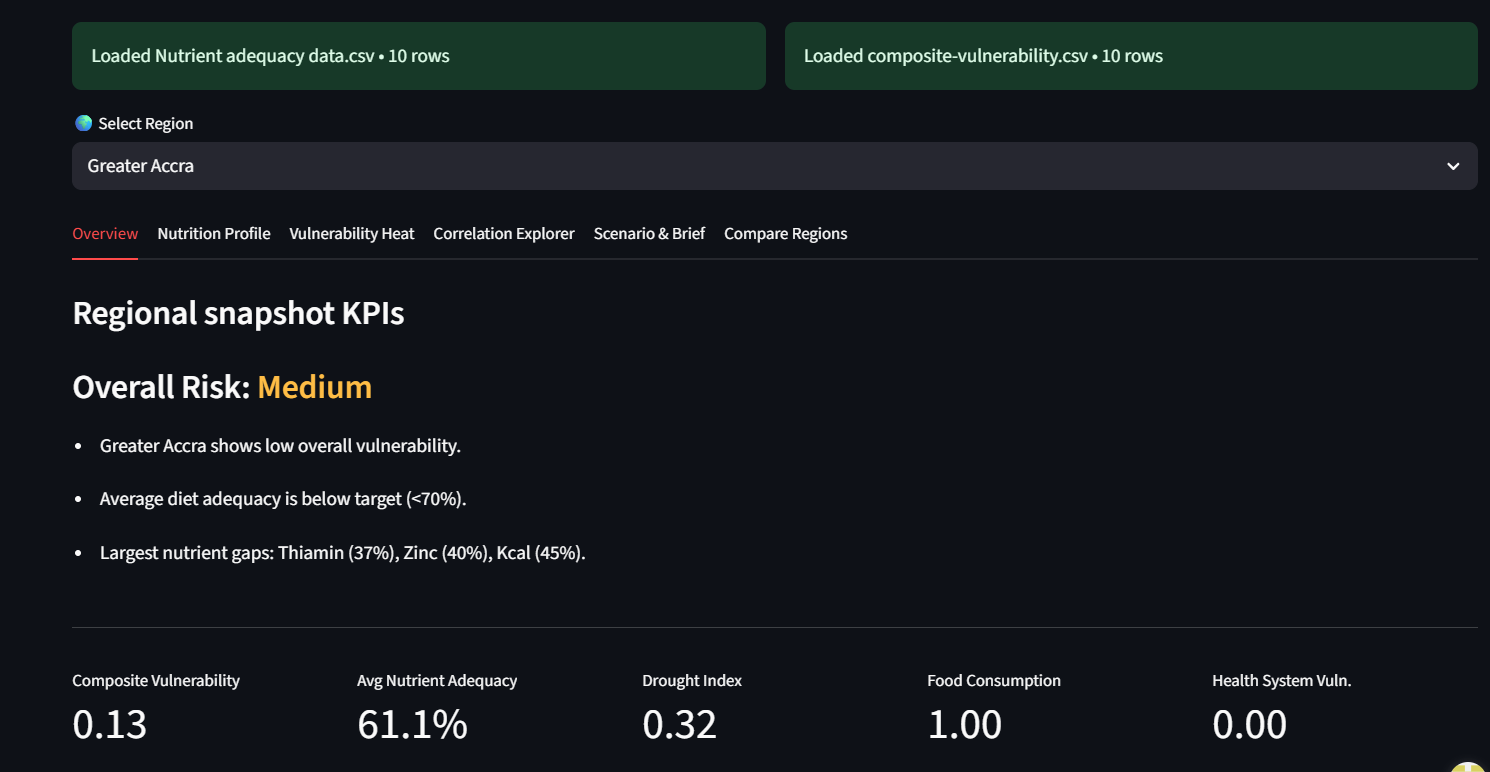 Loaded Nutrient adequacy data.csv • 10 rows
Loaded composite-vulnerability.csv • 10 rows
Select Region
Greater Accra
Overview Nutrition Profile Vulnerability Heat Correlation Explorer Scenario & Brief Compare Regions
Regional snapshot KPIs
Overall Risk: Medium
• Greater Accra shows low overall vulnerability.
• Average diet adequacy is below target (<70%).
• Largest nutrient gaps: Thiamin (37%), Zinc (40%), Kcal (45%).
Composite Vulnerability Avg Nutrient Adequacy Drought Index Food Consumption Health System Vuln.
0.13 61.1% 0.32 1.00 0.00